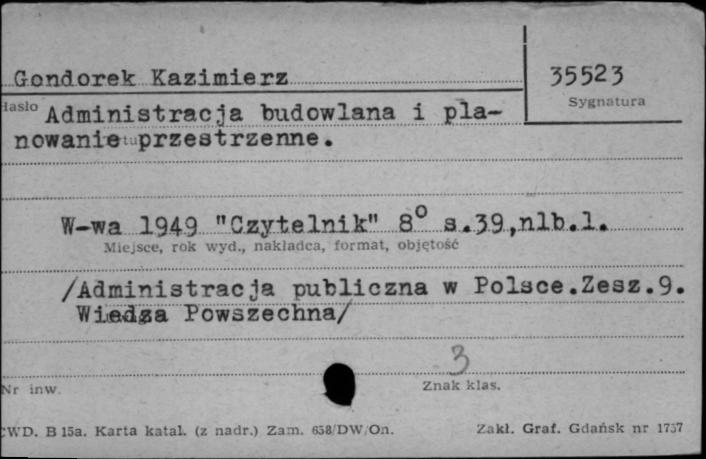 Gondorek Kazimierz
35523
Hasło
Sygnatura
Administracja budowlana i pla-
nowanie przestrzenne.
W-wa 1949 "Czytelnik" 8° s.39,nlb.1.
Miejsce, rok wyd., nakładca, format, objętość
/Administracja publiczna w Polsce.Zesz.9.
Wiedza Powszechna/
3
Nr inw.
Znak klas.
CWD. B 15a. Karta katal. (z nadr.) Zam. 658/DW/On.
Zakł. Graf. Gdańsk nr 1757